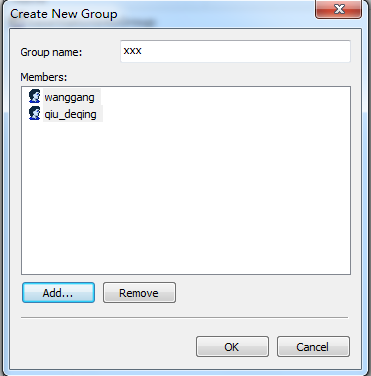 Create New Group
Group name: xxx
Members:
wanggang
qiu_deqing
Add... Remove
OK Cancel